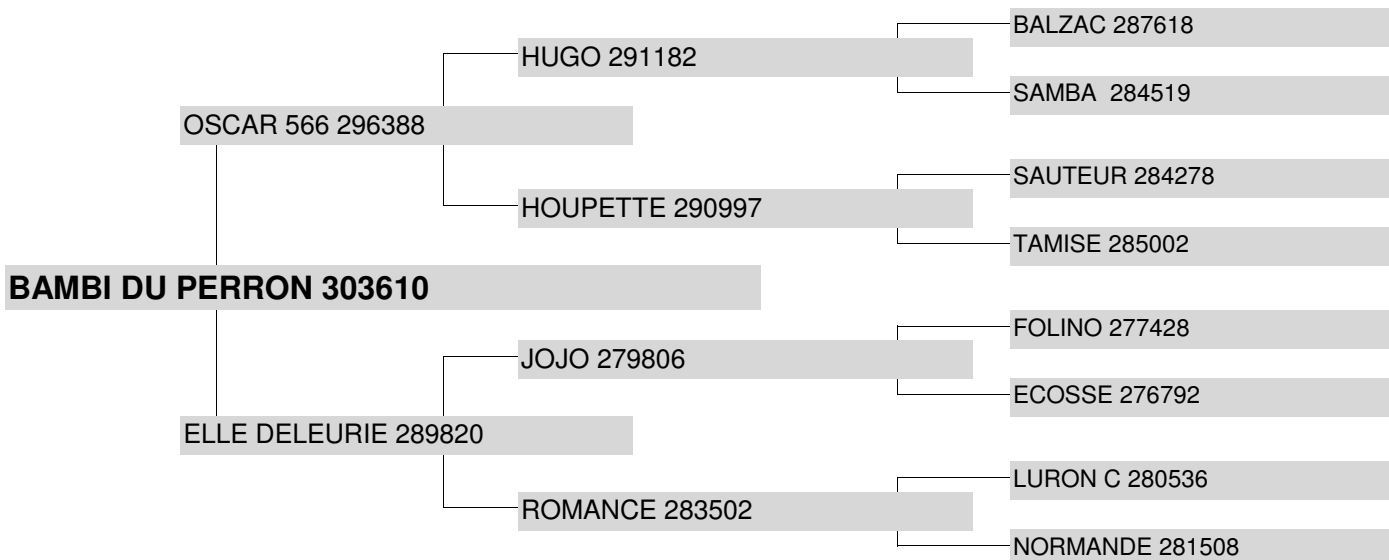 BALZAC 287618
HUGO 291182
SAMBA  284519
OSCAR 566 296388
SAUTEUR 284278
HOUPETTE 290997
TAMISE 285002
BAMBI DU PERRON 303610
FOLINO 277428
JOJO 279806
ECOSSE 276792
ELLE DELEURIE 289820
LURON C 280536
ROMANCE 283502
NORMANDE 281508